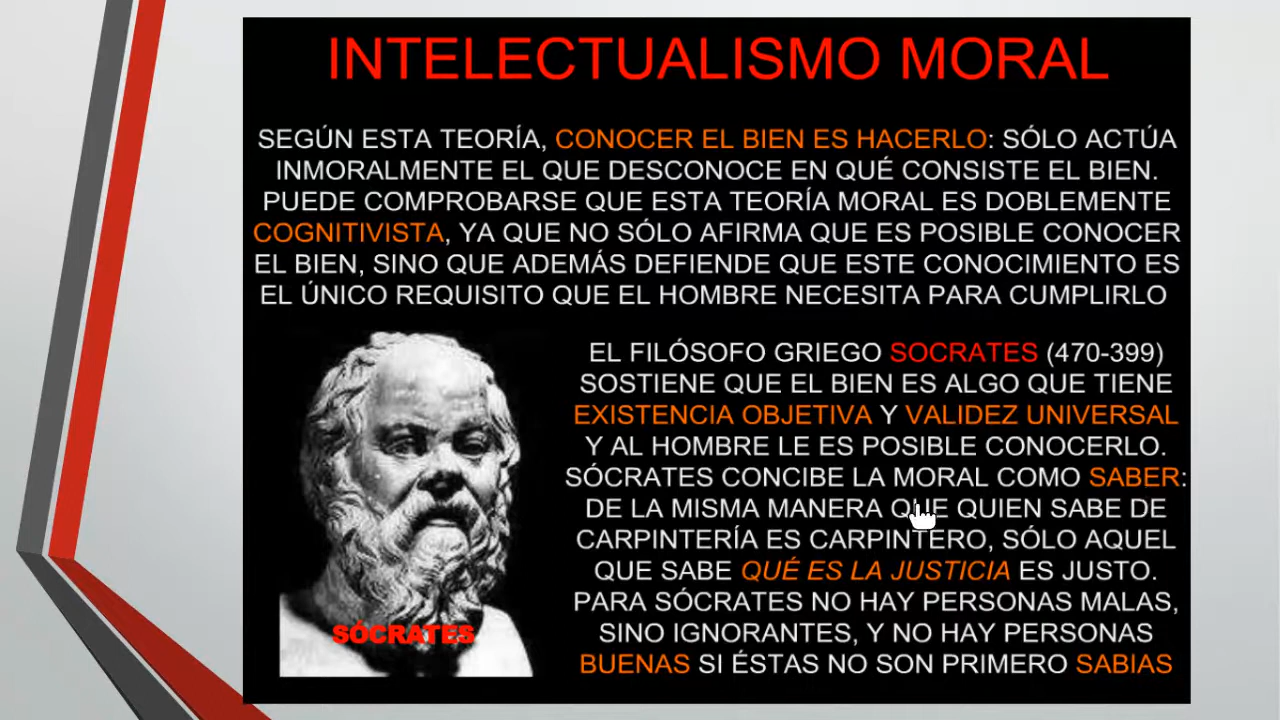 INTELECTUALISMO MORAL
SEGÚN ESTA TEORÍA, CONOCER EL BIEN ES HACERLO: SÓLO ACTÚA
INMORALMENTE EL QUE DESCONOCE EN QUÉ CONSISTE EL BIEN.
PUEDE COMPROBARSE QUE ESTA TEORÍA MORAL ES DOBLEMENTE
COGNITIVISTA, YA QUE NO SÓLO AFIRMA QUE ES POSIBLE CONOCER
EL BIEN, SINO QUE ADEMÁS DEFIENDE QUE ESTE CONOCIMIENTO ES
EL ÚNICO REQUISITO QUE EL HOMBRE NECESITA PARA CUMPLIRLO
EL FILÓSOFO GRIEGO SOCRATES (470-399)
SOSTIENE QUE EL BIEN ES ALGO QUE TIENE
EXISTENCIA OBJETIVA Y VALIDEZ UNIVERSAL
Y AL HOMBRE LE ES POSIBLE CONOCERLO.
SÓCRATES CONCIBE LA MORAL COMO SABER:
DE LA MISMA MANERA QUE QUIEN SABE DE
CARPINTERÍA ES CARPINTERO, SÓLO AQUEL
QUE SABE QUÉ ES LA JUSTICIA ES JUSTO.
PARA SÓCRATES NO HAY PERSONAS MALAS,
SINO IGNORANTES, Y NO HAY PERSONAS
BUENAS SI ÉSTAS NO SON PRIMERO SABIAS
SÓCRATES